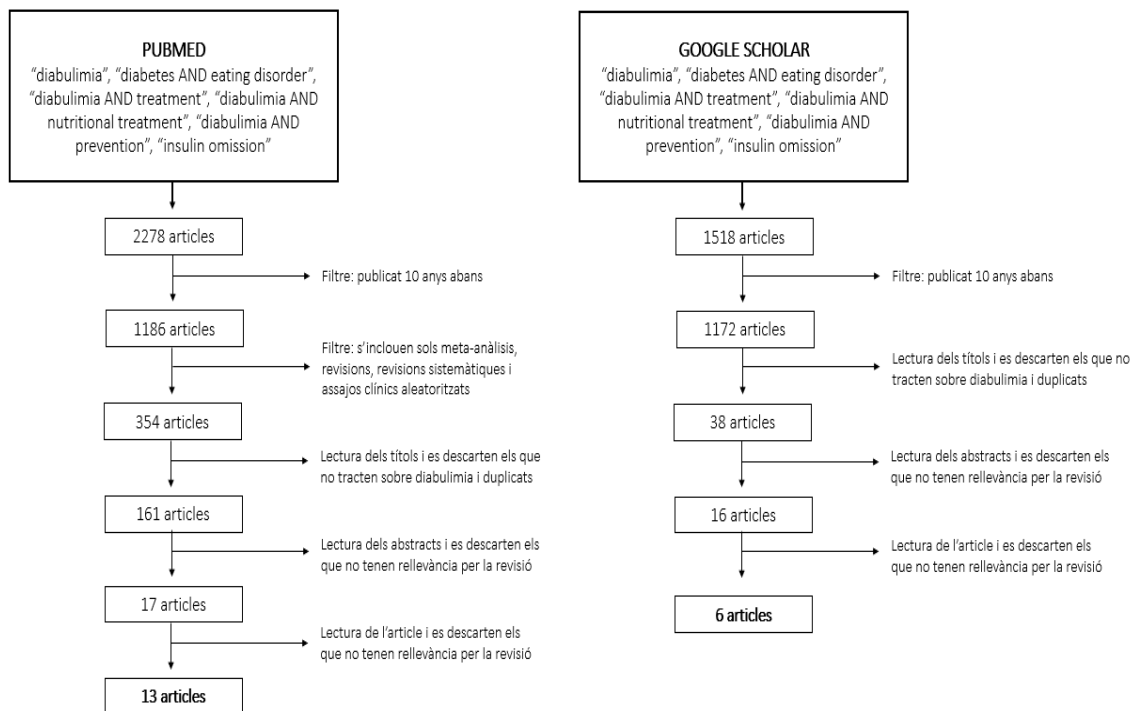 PUBMED
“diabulimia”, “diabetes AND eating disorder”,
“diabulimia AND treatment”, “diabulimia AND
nutritional treatment”, “diabulimia AND
prevention”, “insulin omission”
2278 articles
Filtre: publicat 10 anys abans
1186 articles
Filtre: s’inclouen sols meta-anàlisis,
revisions, revisions sistemàtiques i
assajos clínics aleatoritzats
354 articles
Lectura dels títols i es descarten els que
no tracten sobre diabulimia i duplicats
161 articles
Lectura dels abstracts i es descarten els
que no tenen rellevància per la revisió
17 articles
Lectura de l’article i es descarten els
que no tenen rellevància per la revisió
13 articles
GOOGLE SCHOLAR
“diabulimia”, “diabetes AND eating disorder”,
“diabulimia AND treatment”, “diabulimia AND
nutritional treatment”, “diabulimia AND
prevention”, “insulin omission”
1518 articles
Filtre: publicat 10 anys abans
1172 articles
Lectura dels títols i es descarten els que no
tracten sobre diabulimia i duplicats
38 articles
Lectura dels abstracts i es descarten els
que no tenen rellevància per la revisió
16 articles
Lectura de l’article i es descarten els
que no tenen rellevància per la revisió
6 articles